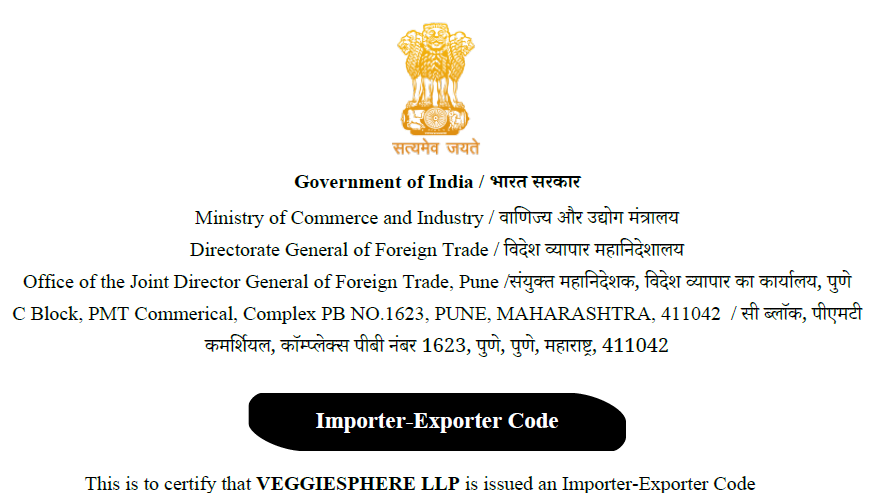 सत्यमेव जयते
Government of India / भारत सरकार
Ministry of Commerce and Industry / वाणिज्य और उद्योग मंत्रालय
Directorate General of Foreign Trade / विदेश व्यापार महानिदेशालय
Office of the Joint Director General of Foreign Trade, Pune /संयुक्त महानिदेशक, विदेश व्यापार का कार्यालय, पुणे
C Block, PMT Commerical, Complex PB NO.1623, PUNE, MAHARASHTRA, 411042 / सी ब्लॉक, पीएमटी
कमर्शियल, कॉम्प्लेक्स पीबी नंबर 1623, पुणे, पुणे, महाराष्ट्र, 411042
Importer-Exporter Code
This is to certify that VEGGIESPHERE LLP is issued an Importer-Exporter Code